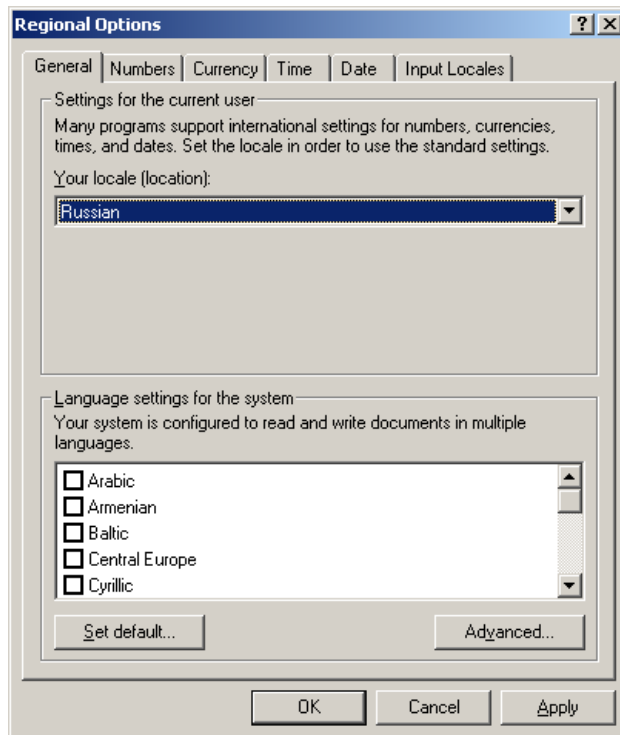 Regional Options
General Numbers Currency Time Date Input Locales
Settings for the current user
Many programs support international settings for numbers, currencies,
times, and dates. Set the locale in order to use the standard settings.
Your locale (location):
Russian
Language settings for the system
Your system is configured to read and write documents in multiple
languages.
Arabic
Armenian
Baltic
Central Europe
Cyrillic
Set default... Advanced...
OK Cancel Apply